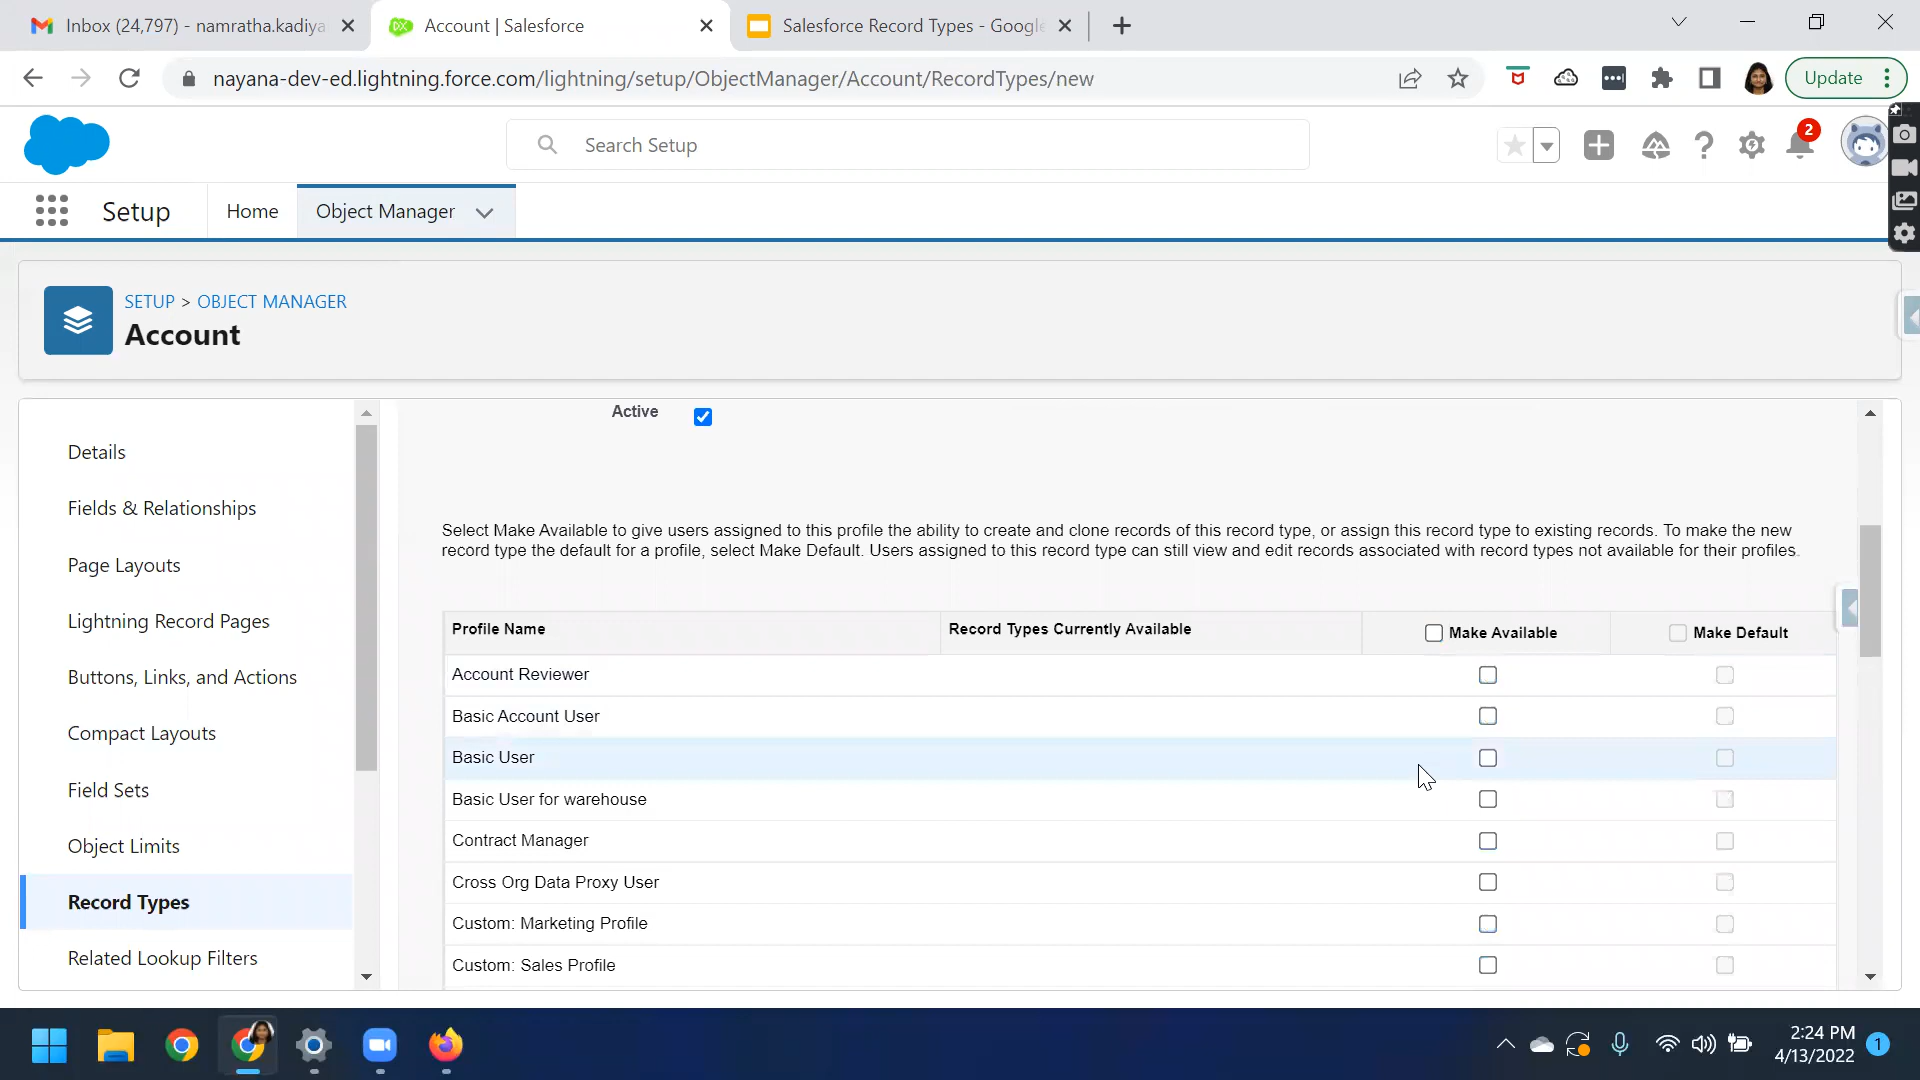 Inbox (24,797) - namratha.kadiya
Account | Salesforce
Salesforce Record Types - Google
nayana-dev-ed.lightning.force.com/lightning/setup/ObjectManager/Account/RecordTypes/new
Update
Search Setup
2
Setup
Home
Object Manager
SETUP > OBJECT MANAGER
Account
Details
Fields & Relationships
Page Layouts
Lightning Record Pages
Buttons, Links, and Actions
Compact Layouts
Field Sets
Object Limits
Record Types
Related Lookup Filters
Active
Select Make Available to give users assigned to this profile the ability to create and clone records of this record type, or assign this record type to existing records. To make the new
record type the default for a profile, select Make Default. Users assigned to this record type can still view and edit records associated with record types not available for their profiles.
Profile Name Record Types Currently Available Make Available Make Default
Account Reviewer
Basic Account User
Basic User
Basic User for warehouse
Contract Manager
Cross Org Data Proxy User
Custom: Marketing Profile
Custom: Sales Profile
2:24 PM
4/13/2022
1